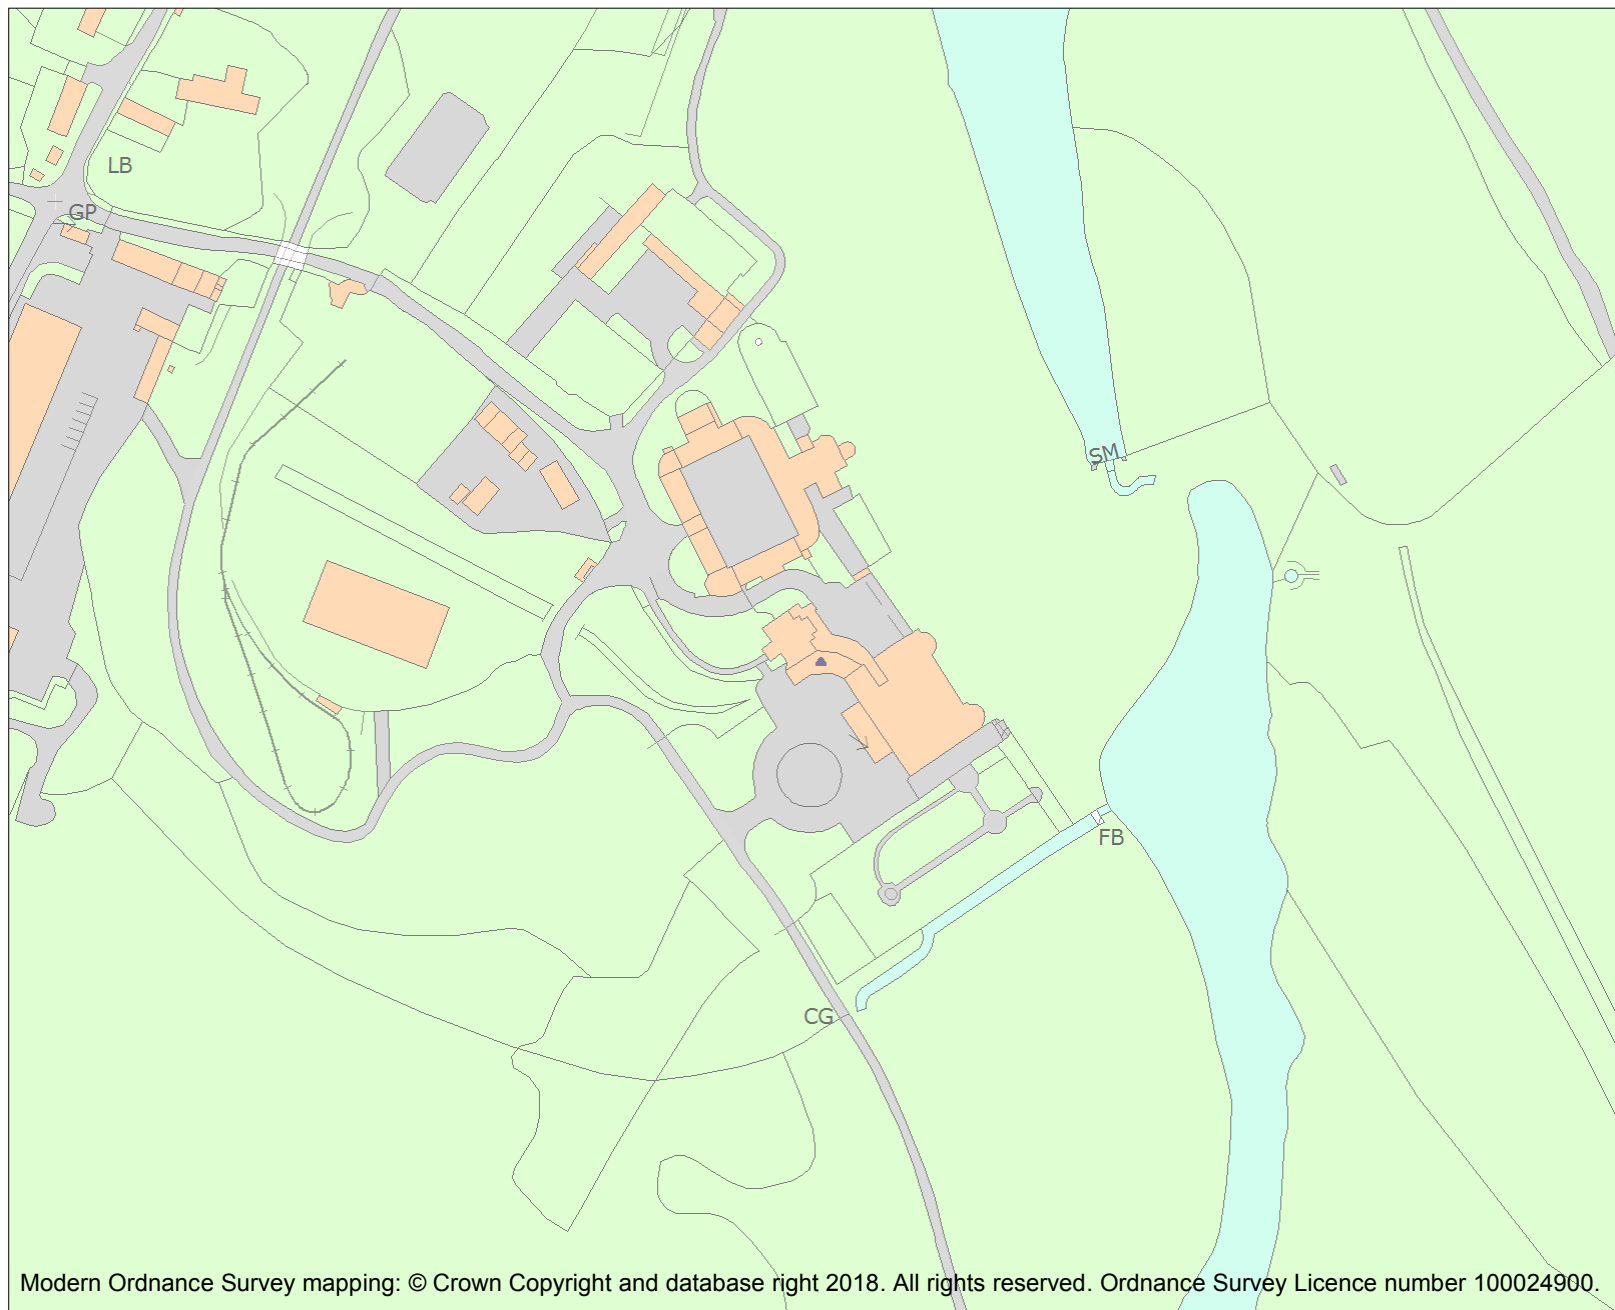 LB
GP
SM
FB
CG
Modern Ordnance Survey mapping: © Crown Copyright and database right 2018. All rights reserved. Ordnance Survey Licence number 100024900.